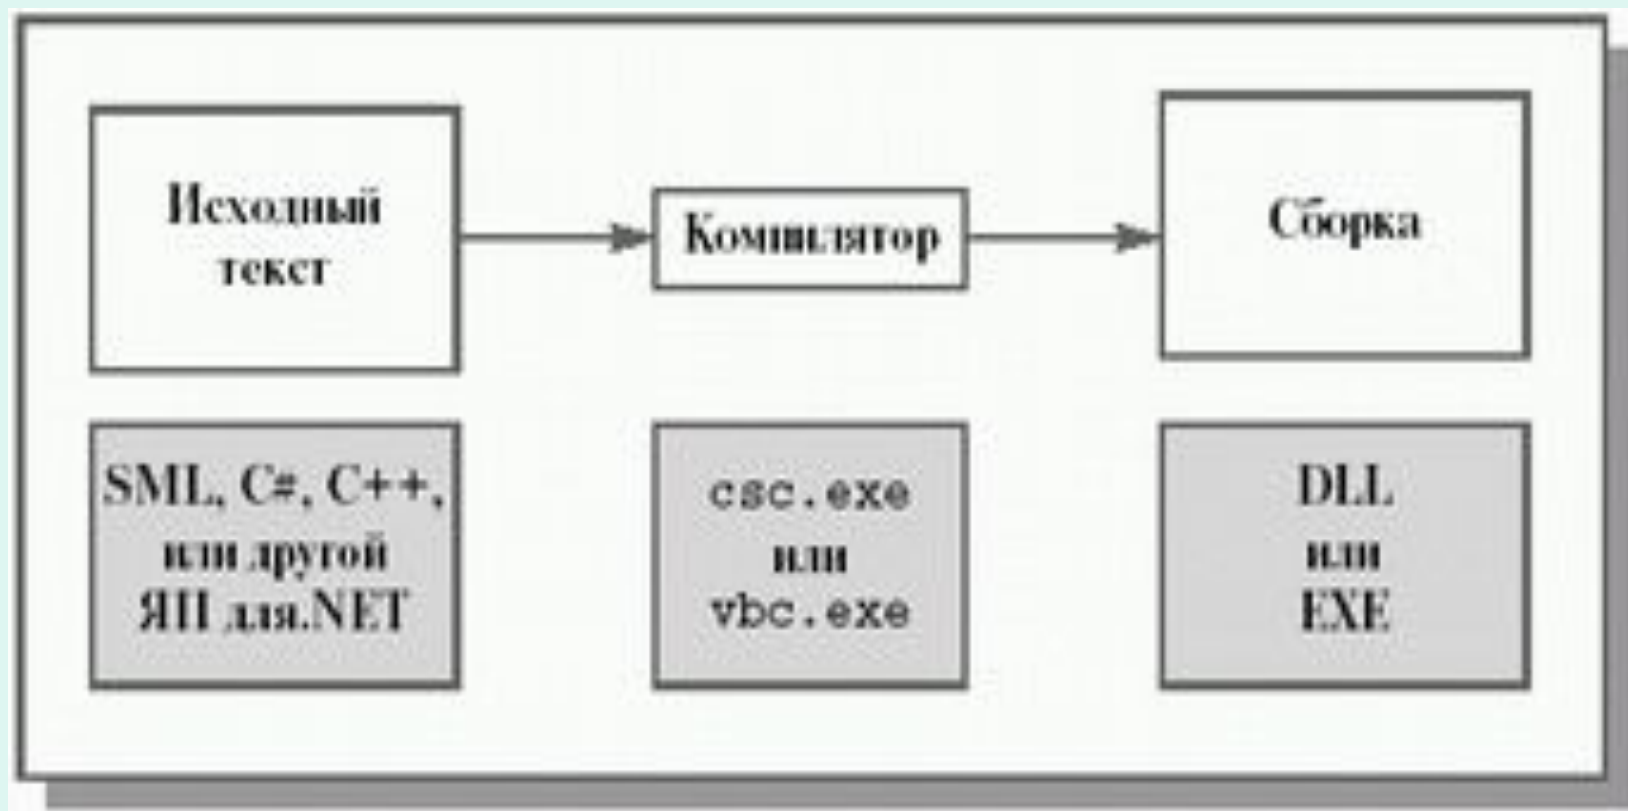 Исходный
текст
Компилятор
Сборка
SML, C#, C++,
или другой
ЯП для.NET
csc.exe
или
vbc.exe
DLL
или
EXE